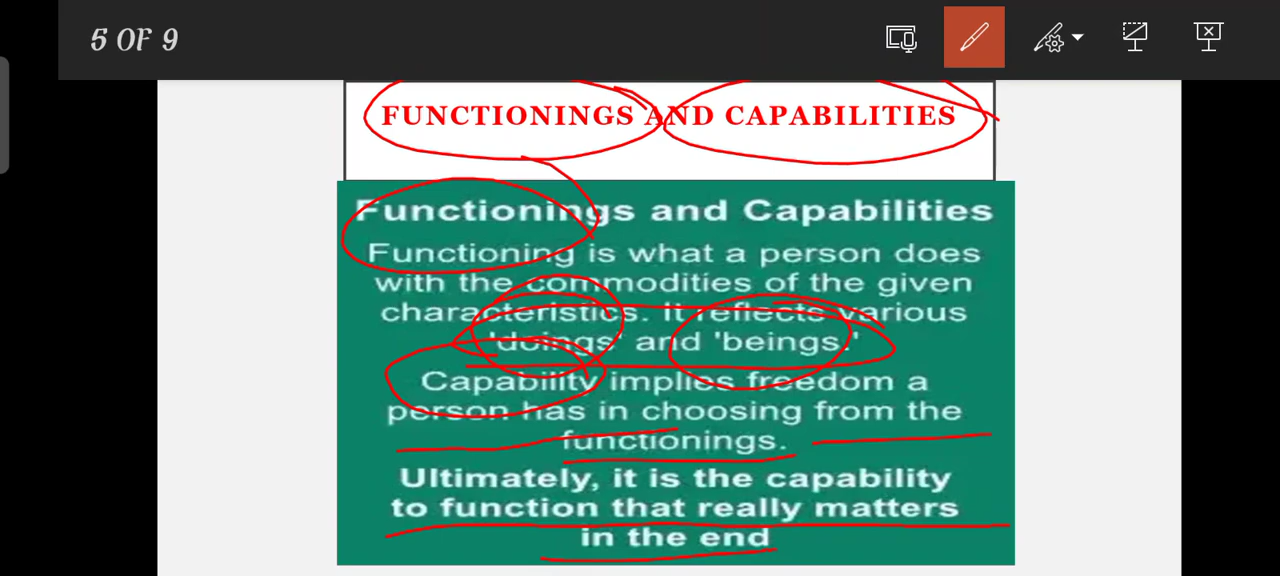 5 OF 9
FUNCTIONINGS AND CAPABILITIES
Functionings and Capabilities
Functioning is what a person does
with the commodities of the given
characteristics. It reflects various
'doings' and 'beings.'
Capability implies freedom a
person has in choosing from the
functionings.
Ultimately, it is the capability
to function that really matters
in the end